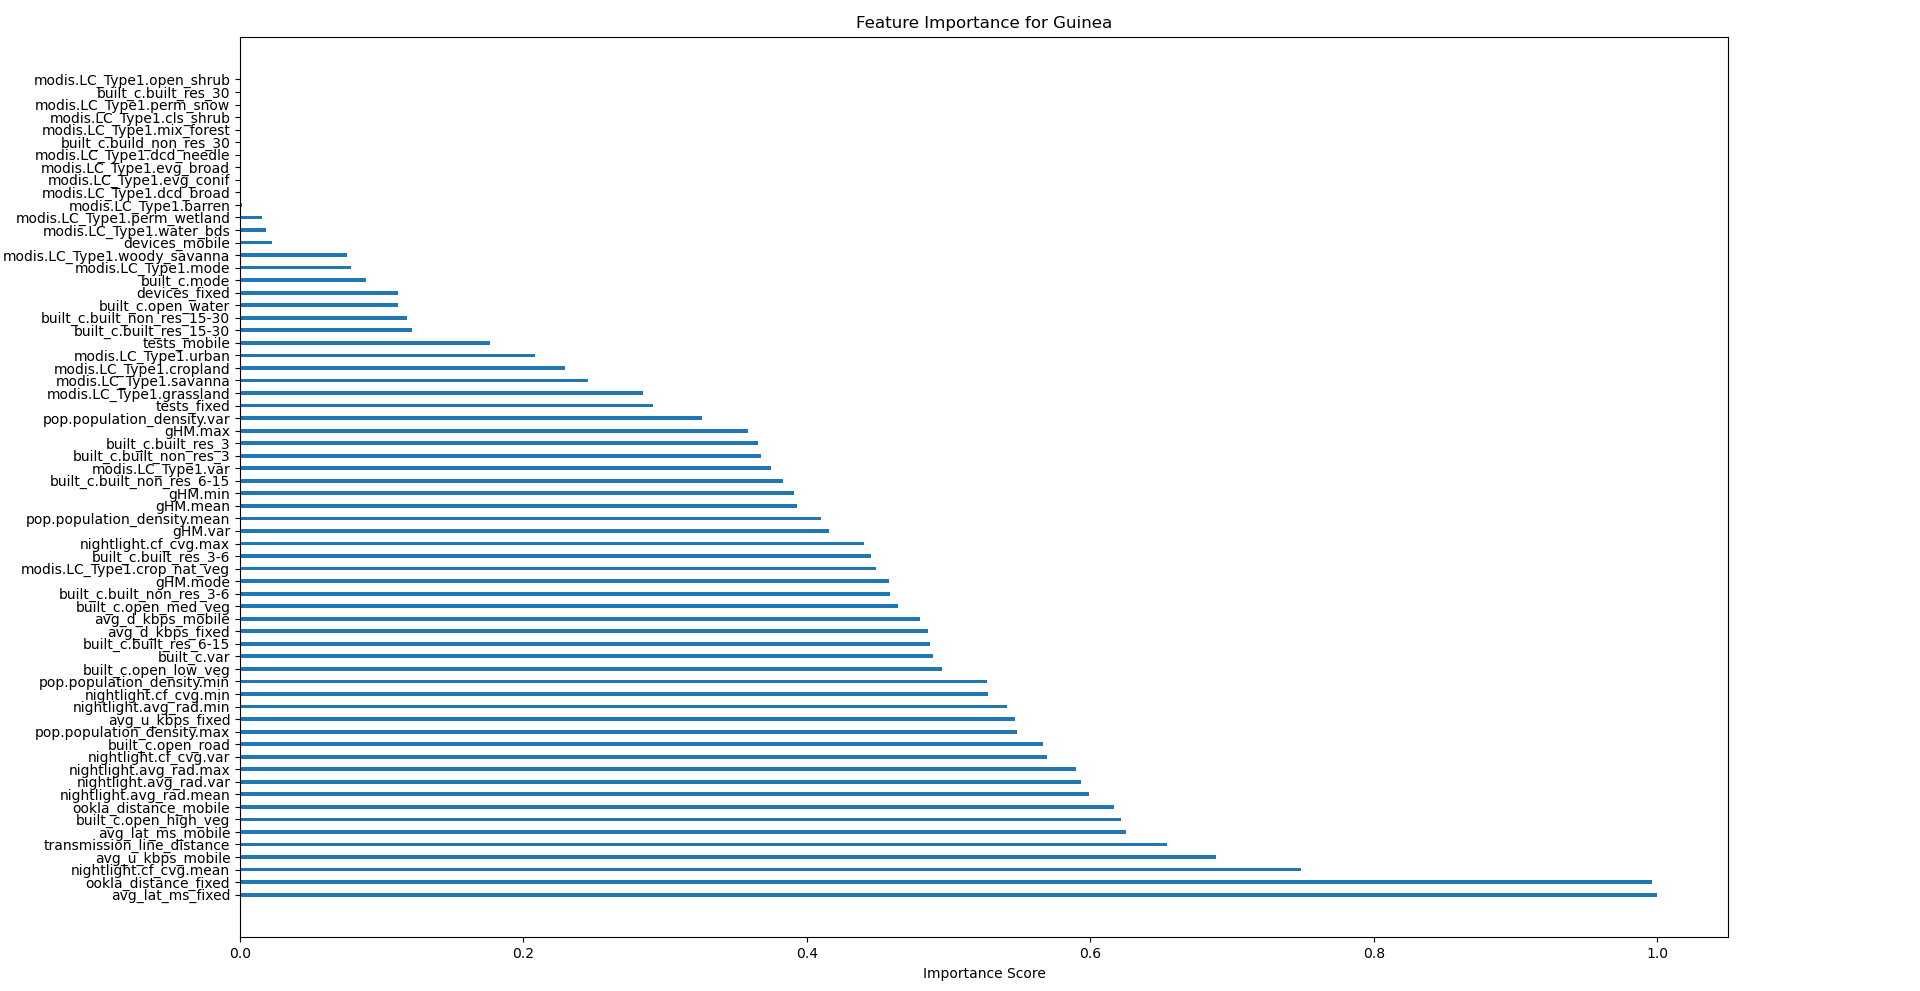 Feature Importance for Guinea
modis.LC_Type1.open_shrub
built_c.built_res_30
modis.LC_Type1.perm_snow
modis.LC_Type1.cls_shrub
modis.LC_Type1.mix_forest
built_c.build_non_res_30
modis.LC_Type1.dcd_needle
modis.LC_Type1.evg_broad
modis.LC_Type1.evg_conif
modis.LC_Type1.dcd_broad
modis.LC_Type1.barren
modis.LC_Type1.perm_wetland
modis.LC_Type1.water_bds
devices_mobile
modis.LC_Type1.woody_savanna
modis.LC_Type1.mode
built_c.mode
devices_fixed
built_c.open_water
built_c.built_non_res_15-30
built_c.built_res_15-30
tests_mobile
modis.LC_Type1.urban
modis.LC_Type1.cropland
modis.LC_Type1.savanna
modis.LC_Type1.grassland
tests_fixed
pop.population_density.var
gHM.max
built_c.built_res_3
built_c.built_non_res_3
modis.LC_Type1.var
built_c.built_non_res_6-15
gHM.min
gHM.mean
pop.population_density.mean
gHM.var
nightlight.cf_cvg.max
built_c.built_res_3-6
modis.LC_Type1.crop_nat_veg
gHM.mode
built_c.built_non_res_3-6
built_c.open_med_veg
avg_d_kbps_mobile
avg_d_kbps_fixed
built_c.built_res_6-15
built_c.var
built_c.open_low_veg
pop.population_density.min
nightlight.cf_cvg.min
nightlight.avg_rad.min
avg_u_kbps_fixed
pop.population_density.max
built_c.open_road
nightlight.cf_cvg.var
nightlight.avg_rad.max
nightlight.avg_rad.var
nightlight.avg_rad.mean
ookla_distance_mobile
built_c.open_high_veg
avg_lat_ms_mobile
transmission_line_distance
avg_u_kbps_mobile
nightlight.cf_cvg.mean
ookla_distance_fixed
avg_lat_ms_fixed
0.0 0.2 0.4 0.6 0.8 1.0
Importance Score